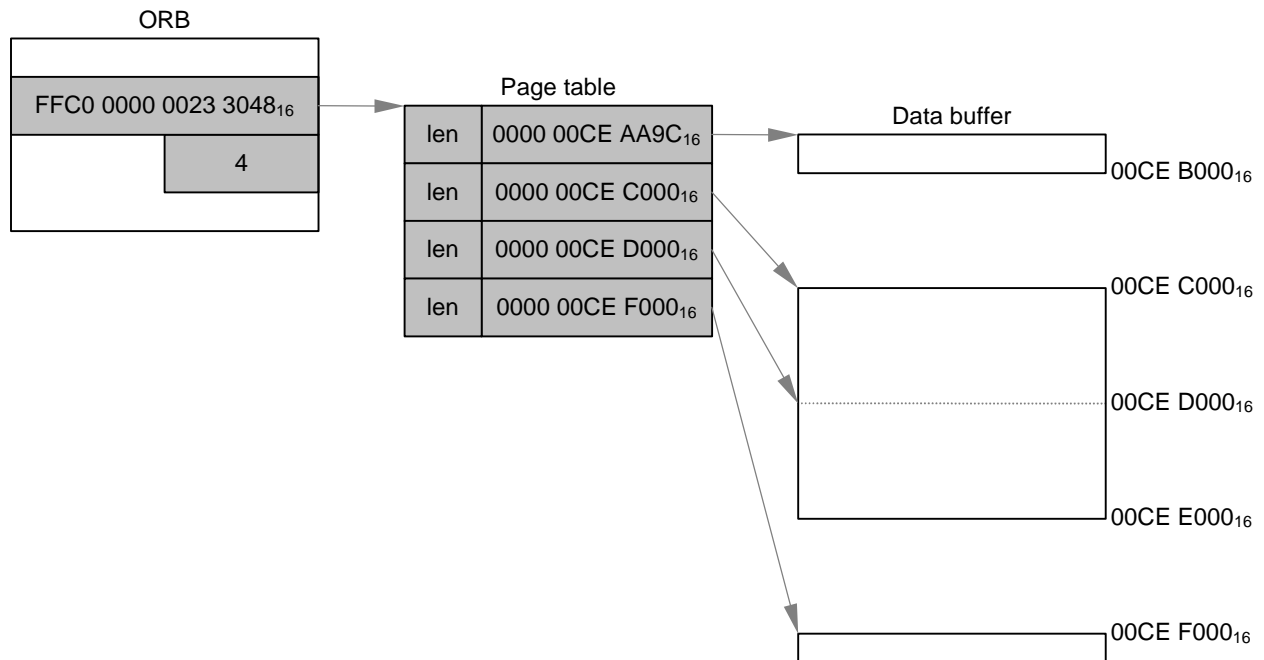 ORB
FFC0 0000 0023 3048₁₆
4
Page table
len 0000 00CE AA9C₁₆
len 0000 00CE C000₁₆
len 0000 00CE D000₁₆
len 0000 00CE F000₁₆
Data buffer
00CE B000₁₆
00CE C000₁₆
00CE D000₁₆
00CE E000₁₆
00CE F000₁₆